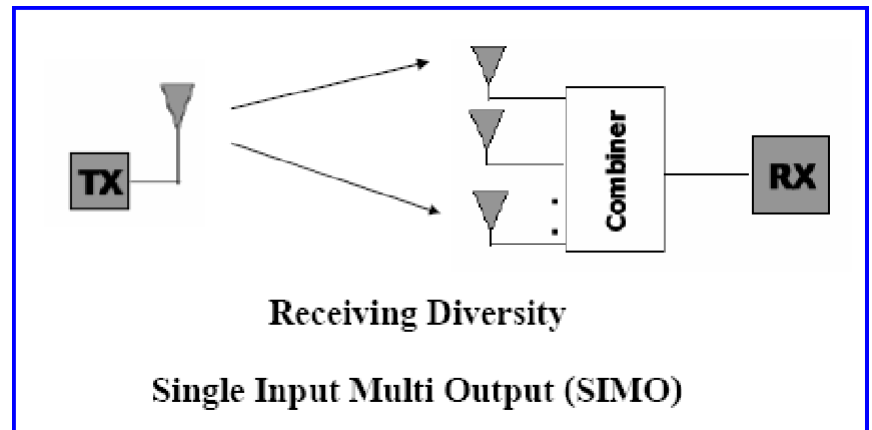 TX
Combiner
RX
Receiving Diversity
Single Input Multi Output (SIMO)